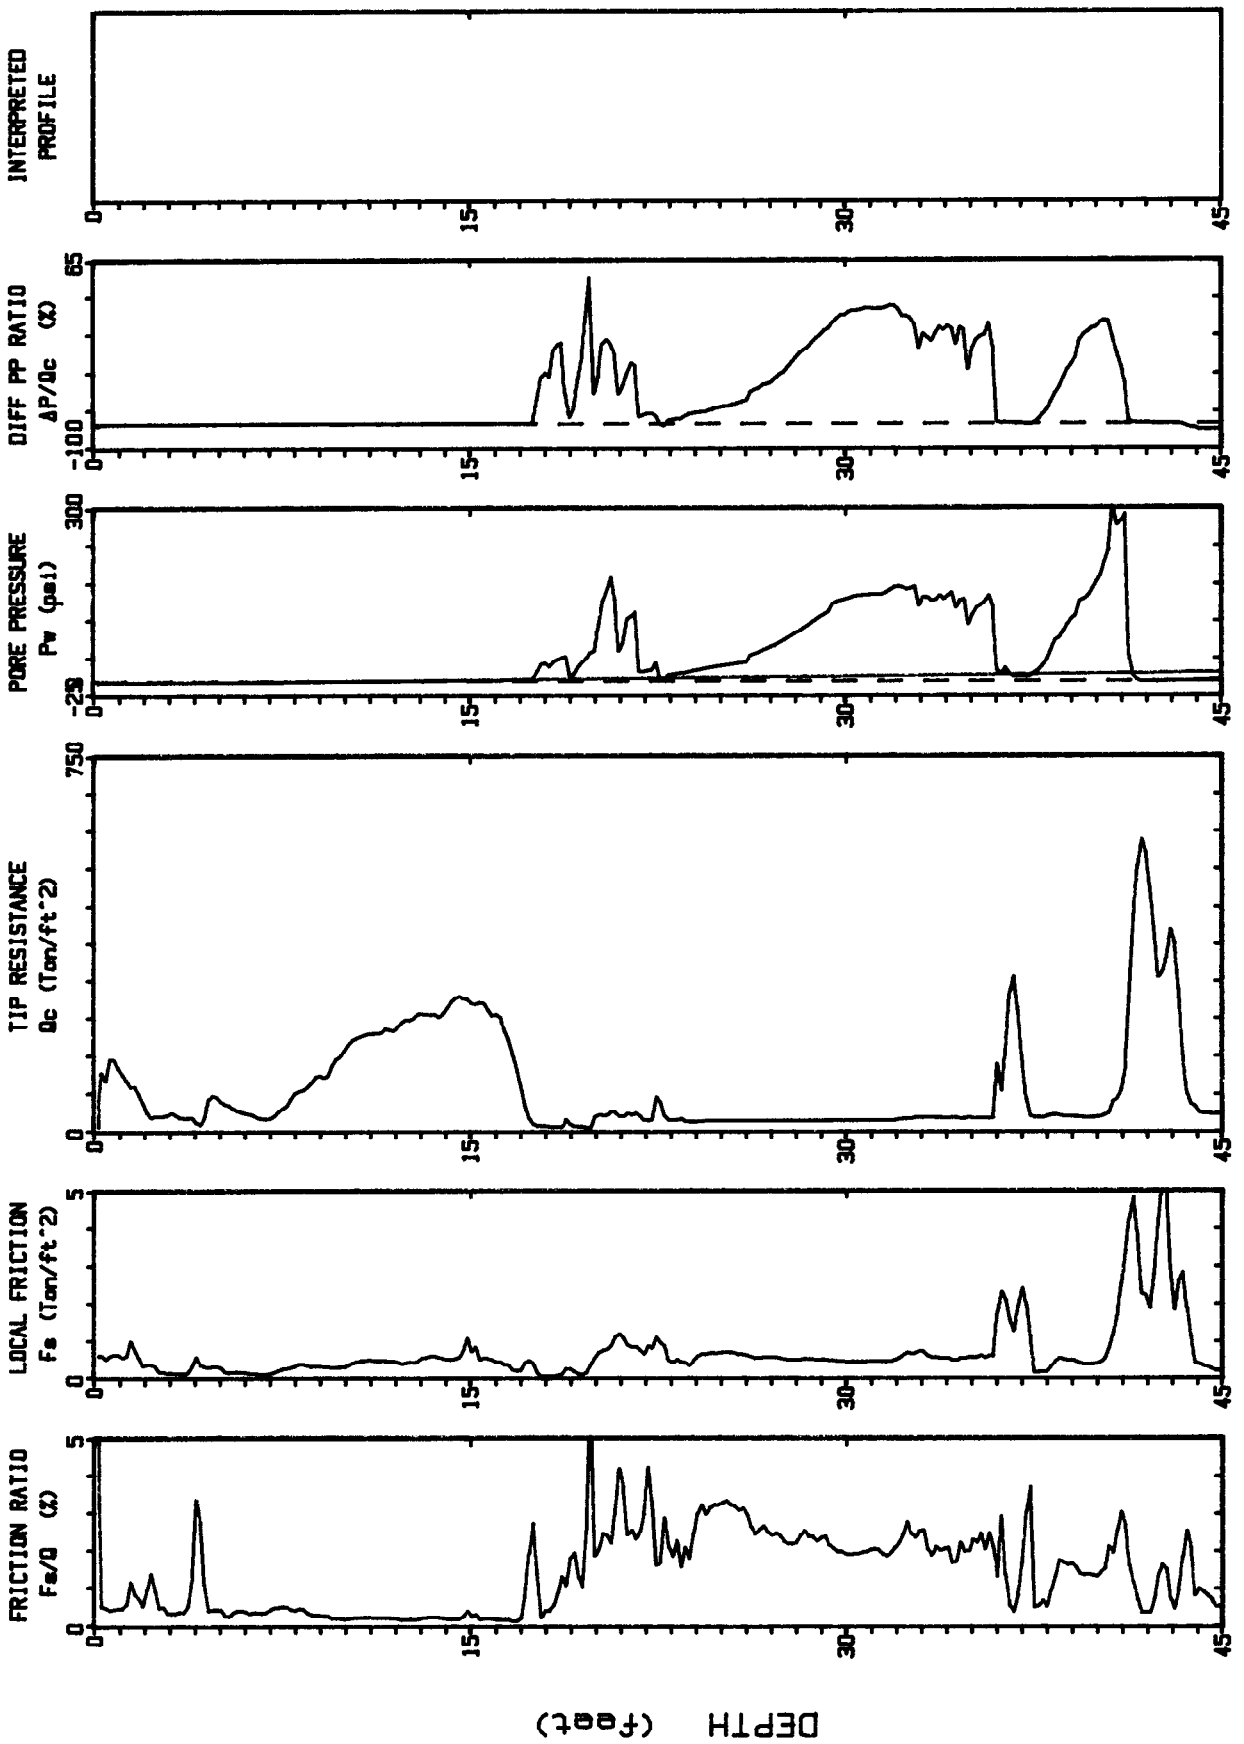 DEPTH (feet)
FRICTION RATIO
Fs/Q (%)
0 5
0
15
30
45
LOCAL FRICTION
Fs (Ton/ft^2)
0 5
0
15
30
45
TIP RESISTANCE
Qc (Ton/ft^2)
0 750
0
15
30
45
PORE PRESSURE
Pw (psi)
300
0
15
30
45
DIFF PP RATIO
ΔP/Qc (%)
-100 65
0
15
30
45
INTERPRETED
PROFILE
0
15
30
45